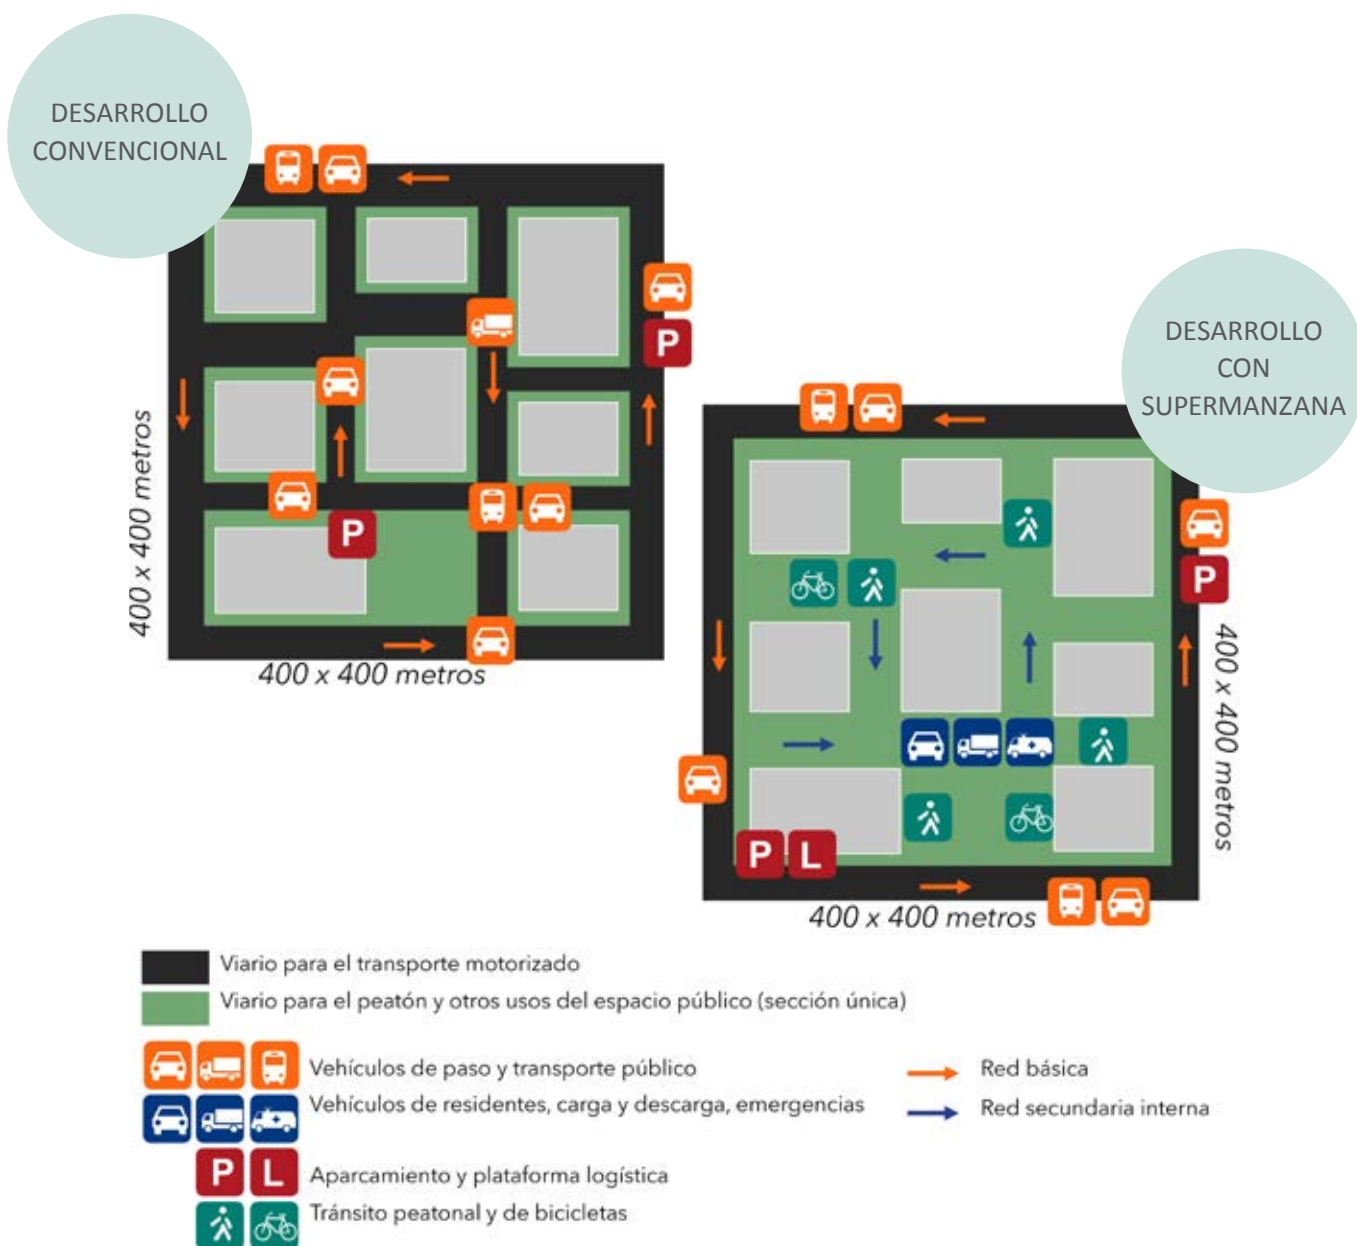 DESARROLLO
CONVENCIONAL
P
P
400 x 400 metros
400 x 400 metros
DESARROLLO
CON
SUPERMANZANA
P
400 x 400 metros
P L
400 x 400 metros
Viario para el transporte motorizado
Viario para el peatón y otros usos del espacio público (sección única)
Vehículos de paso y transporte público
Red básica
Vehículos de residentes, carga y descarga, emergencias
Red secundaria interna
P L Aparcamiento y plataforma logística
Tránsito peatonal y de bicicletas